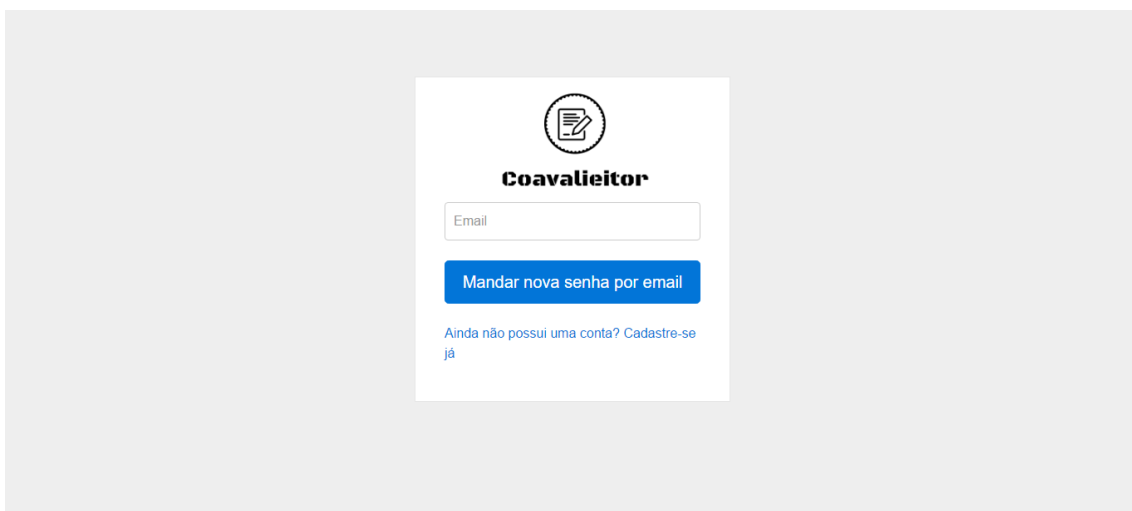 Coavalieitor
Email
Mandar nova senha por email
Ainda não possui uma conta? Cadastre-se
já